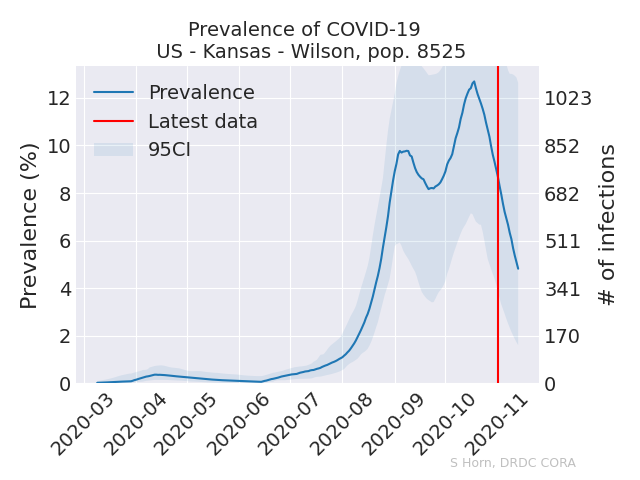 Prevalence of COVID-19
US - Kansas - Wilson, pop. 8525
Prevalence
Latest data
95CI
Prevalence (%)
12
10
8
6
4
2
0
1023
852
682
511
341
170
0
# of infections
2020-03
2020-04
2020-05
2020-06
2020-07
2020-08
2020-09
2020-10
2020-11
S Horn, DRDC CORA